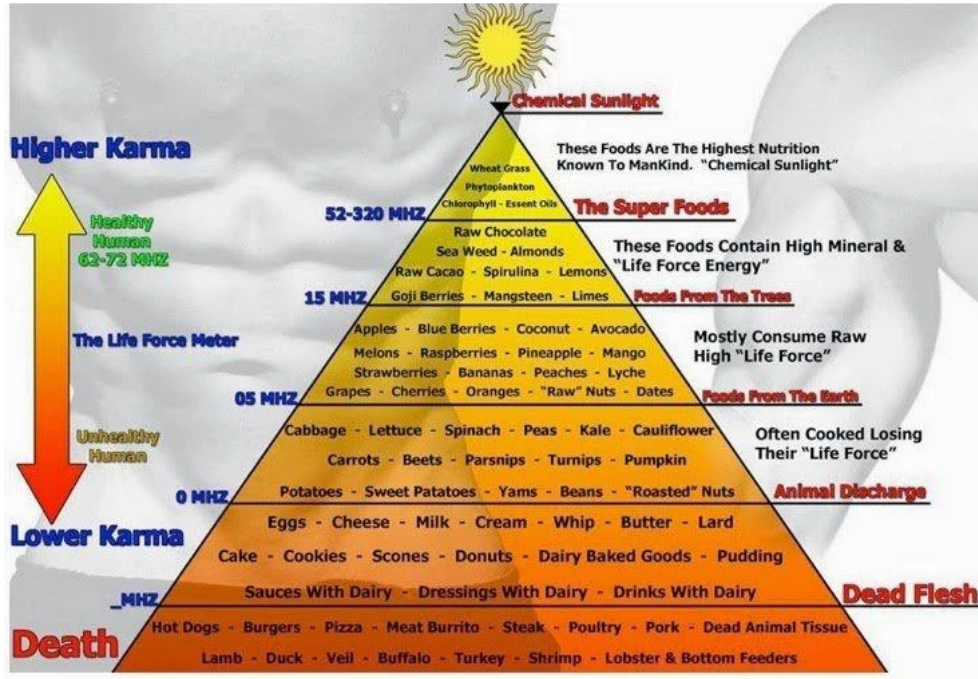 Chemical Sunlight
Higher Karma
These Foods Are The Highest Nutrition
Known To ManKind. "Chemical Sunlight"
Wheat Grass
Phytoplankton
Chlorophyll - Essent Oils
52-320 MHZ
The Super Foods
Healthy
Human
62-72 MHZ
Raw Chocolate
Sea Weed - Almonds
Raw Cacao - Spirulina - Lemons
Goji Berries - Mangsteen - Limes
These Foods Contain High Mineral &
"Life Force Energy"
15 MHZ
Foods From The Trees
The Life Force Meter
Apples - Blue Berries - Coconut - Avocado
Melons - Raspberries - Pineapple - Mango
Strawberries - Bananas - Peaches - Lyche
Grapes - Cherries - Oranges - "Raw" Nuts - Dates
Mostly Consume Raw
High "Life Force"
05 MHZ
Foods From The Earth
Unhealthy
Human
Cabbage - Lettuce - Spinach - Peas - Kale - Cauliflower
Carrots - Beets - Parsnips - Turnips - Pumpkin
Potatoes - Sweet Patatoes - Yams - Beans - "Roasted" Nuts
Often Cooked Losing
Their "Life Force"
0 MHZ
Animal Discharge
Lower Karma
Eggs - Cheese - Milk - Cream - Whip - Butter - Lard
Cake - Cookies - Scones - Donuts - Dairy Baked Goods - Pudding
Sauces With Dairy - Dressings With Dairy - Drinks With Dairy
_MHZ
Dead Flesh
Death
Hot Dogs - Burgers - Pizza - Meat Burrito - Steak - Poultry - Pork - Dead Animal Tissue
Lamb - Duck - Veil - Buffalo - Turkey - Shrimp - Lobster & Bottom Feeders